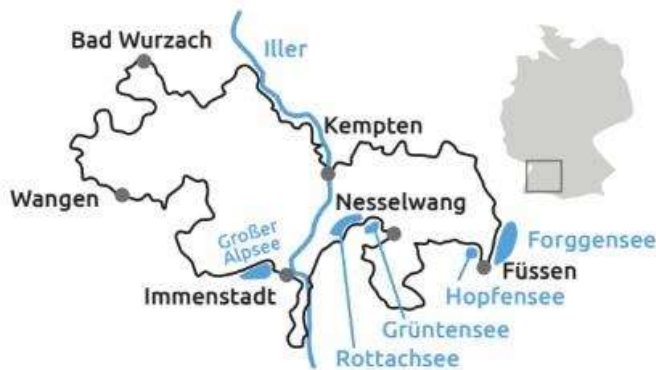 Bad Wurzach
Iller
Kempten
Wangen
Nesselwang
Großer
Alpsee
Forggensee
Füssen
Immenstadt
Hopfensee
Grüntensee
Rottachsee